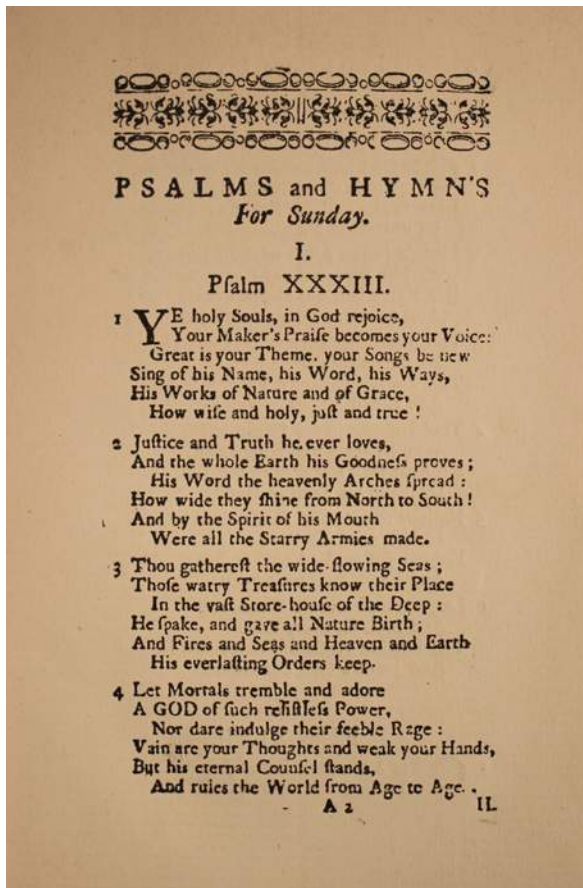 PSALMS and HYMN'S
For Sunday.
I.
Pſalm XXXIII.
1 YE holy Souls, in God rejoice,
Your Maker's Praiſe becomes your Voice:
Great is your Theme. your Songs be new
Sing of his Name, his Word, his Ways,
His Works of Nature and of Grace,
How wiſe and holy, juſt and true !
2 Juſtice and Truth he ever loves,
And the whole Earth his Goodneſs proves ;
His Word the heavenly Arches ſpread :
How wide they ſhine from North to South !
And by the Spirit of his Mouth
Were all the Starry Armies made.
3 Thou gathereſt the wide-flowing Seas ;
Thoſe watry Treaſures know their Place
In the vaſt Store-houſe of the Deep :
He ſpake, and gave all Nature Birth ;
And Fires and Seas and Heaven and Earth
His everlaſting Orders keep.
4 Let Mortals tremble and adore
A GOD of ſuch reſiſtleſs Power,
Nor dare indulge their feeble Rage :
Vain are your Thoughts and weak your Hands,
But his eternal Counſel ſtands,
And rules the World from Age to Age.
A 2 II.